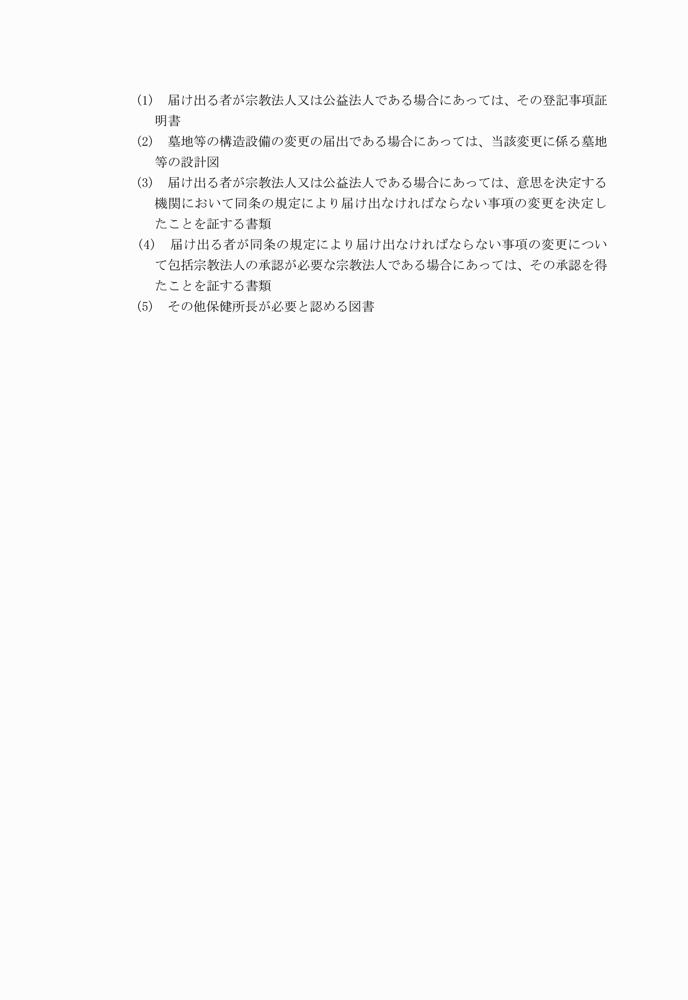 (1)　届け出る者が宗教法人又は公益法人である場合にあっては、その登記事項証
明書
(2)　墓地等の構造設備の変更の届出である場合にあっては、当該変更に係る墓地
等の設計図
(3)　届け出る者が宗教法人又は公益法人である場合にあっては、意思を決定する
機関において同条の規定により届け出なければならない事項の変更を決定し
たことを証する書類
(4)　届け出る者が同条の規定により届け出なければならない事項の変更につい
て包括宗教法人の承認が必要な宗教法人である場合にあっては、その承認を得
たことを証する書類
(5)　その他保健所長が必要と認める図書